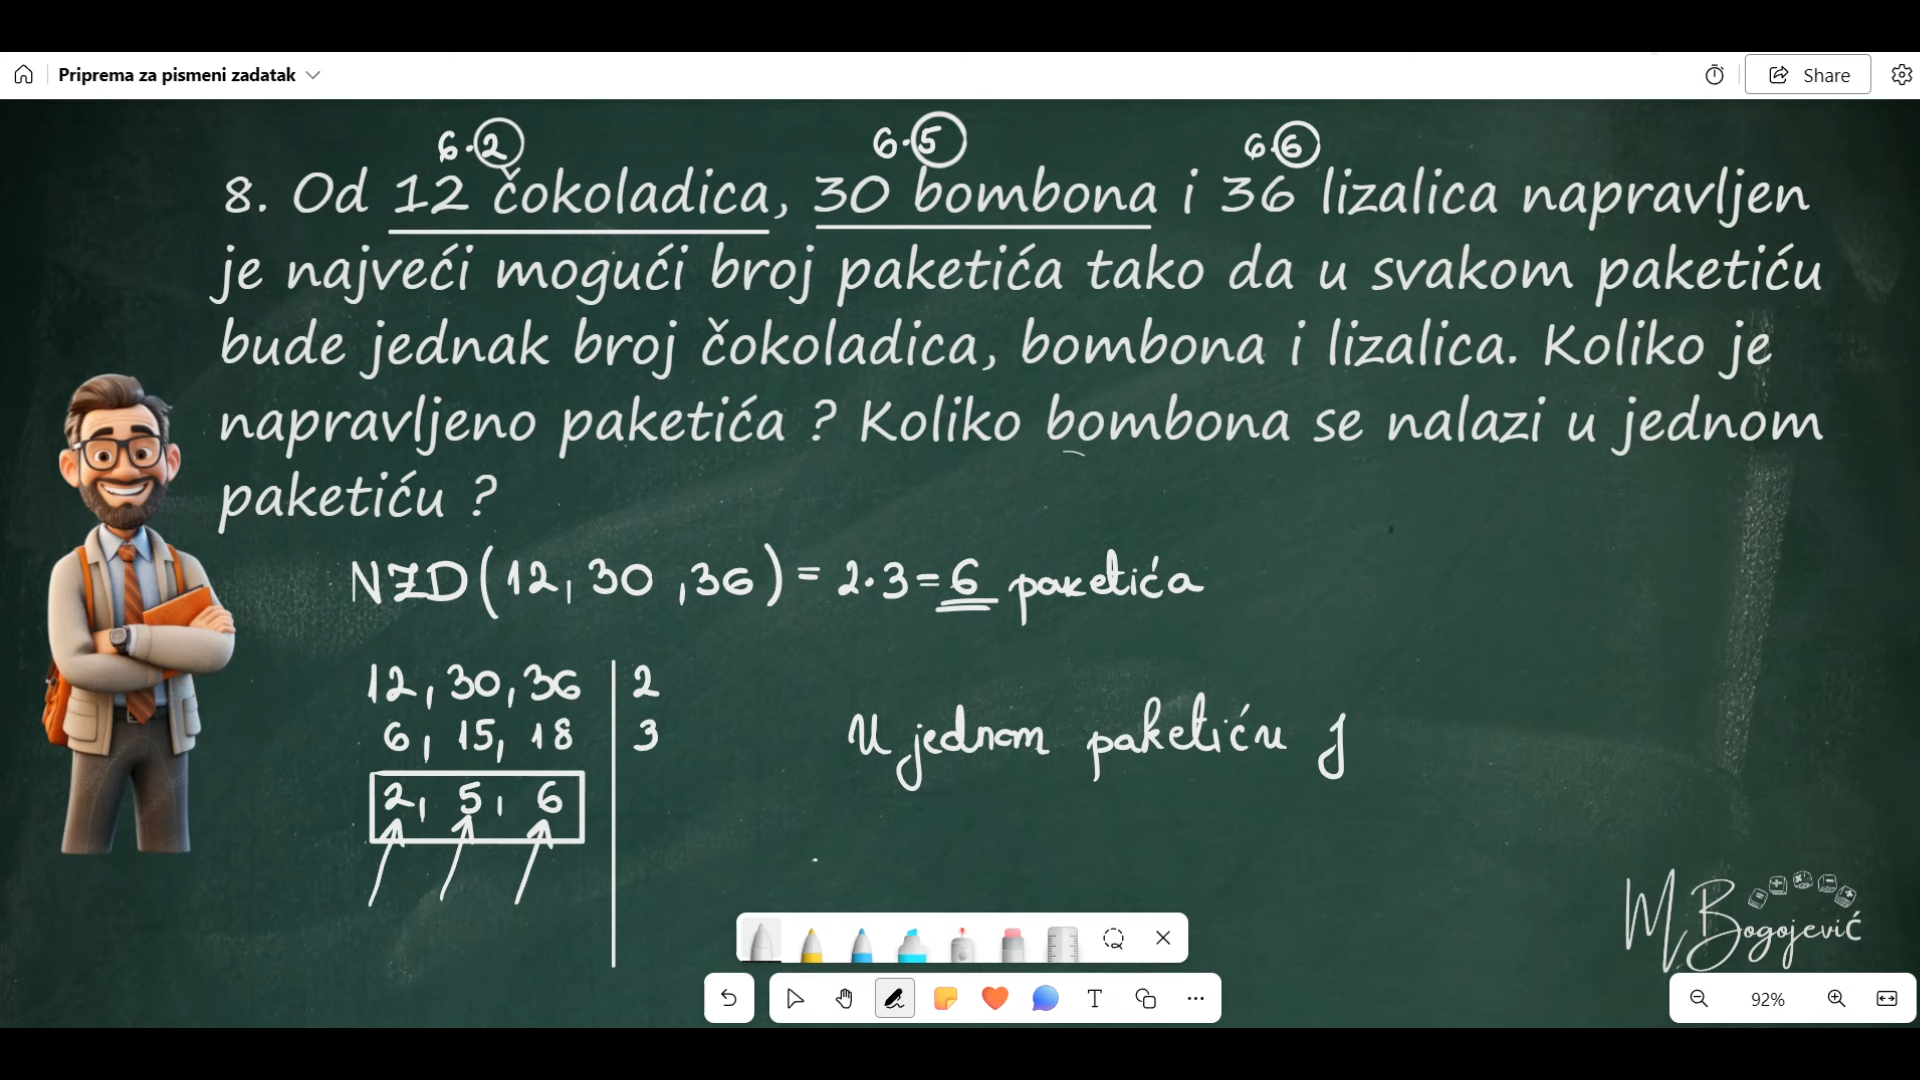 Priprema za pismeni zadatak
Share
6·2 6·5 6·6
8. Od 12 čokoladica, 30 bombona i 36 lizalica napravljen
je najveći mogući broj paketića tako da u svakom paketiću
bude jednak broj čokoladica, bombona i lizalica. Koliko je
napravljeno paketića ? Koliko bombona se nalazi u jednom
paketiću ?
NZD(12, 30, 36) = 2·3=6 paketića
12, 30, 36 | 2
6, 15, 18 | 3
2, 5, 6
U jednom paketiću j
M.Bogojević
92%